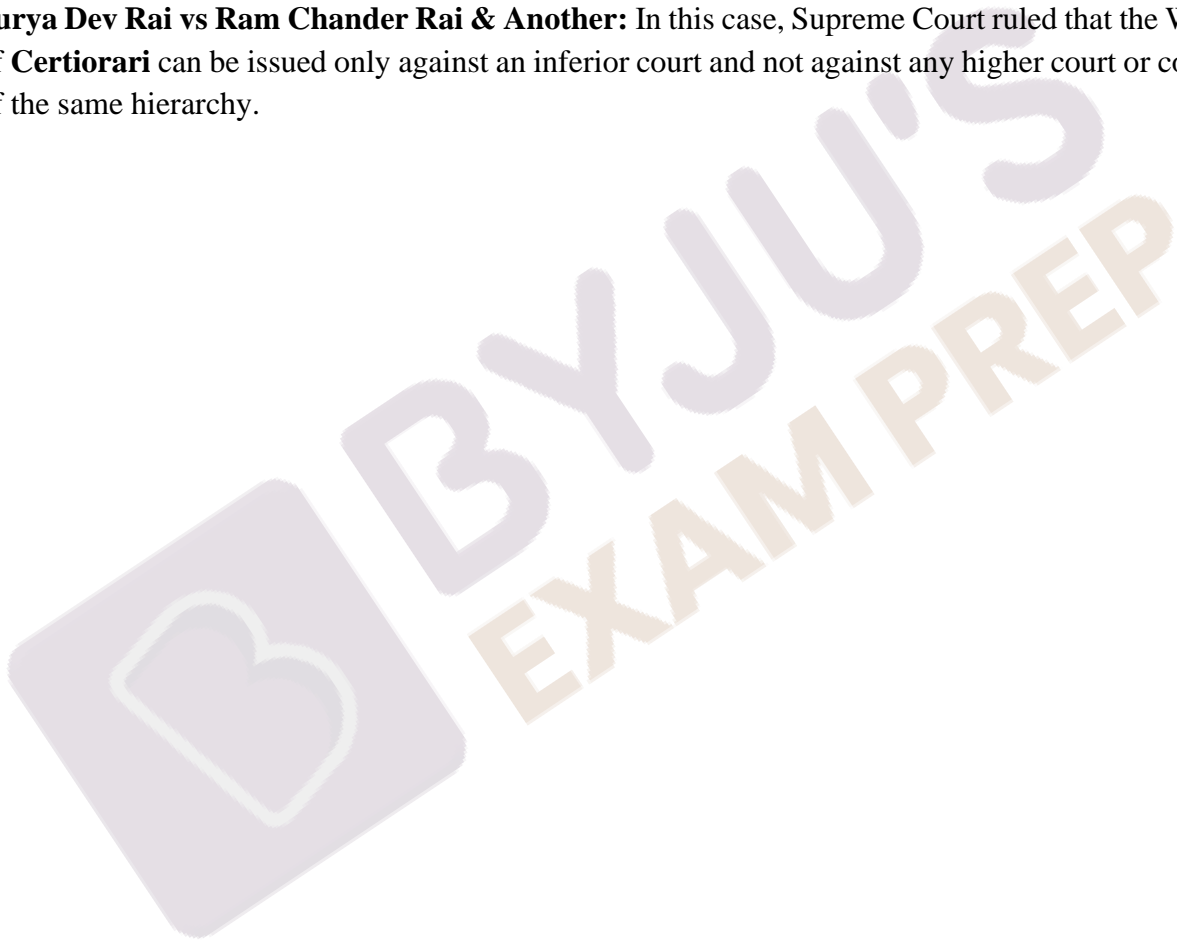 urya Dev Rai vs Ram Chander Rai & Another: In this case, Supreme Court ruled that the
Certiorari can be issued only against an inferior court and not against any higher court or
the same hierarchy.
BYJU'S
EXAM PREP